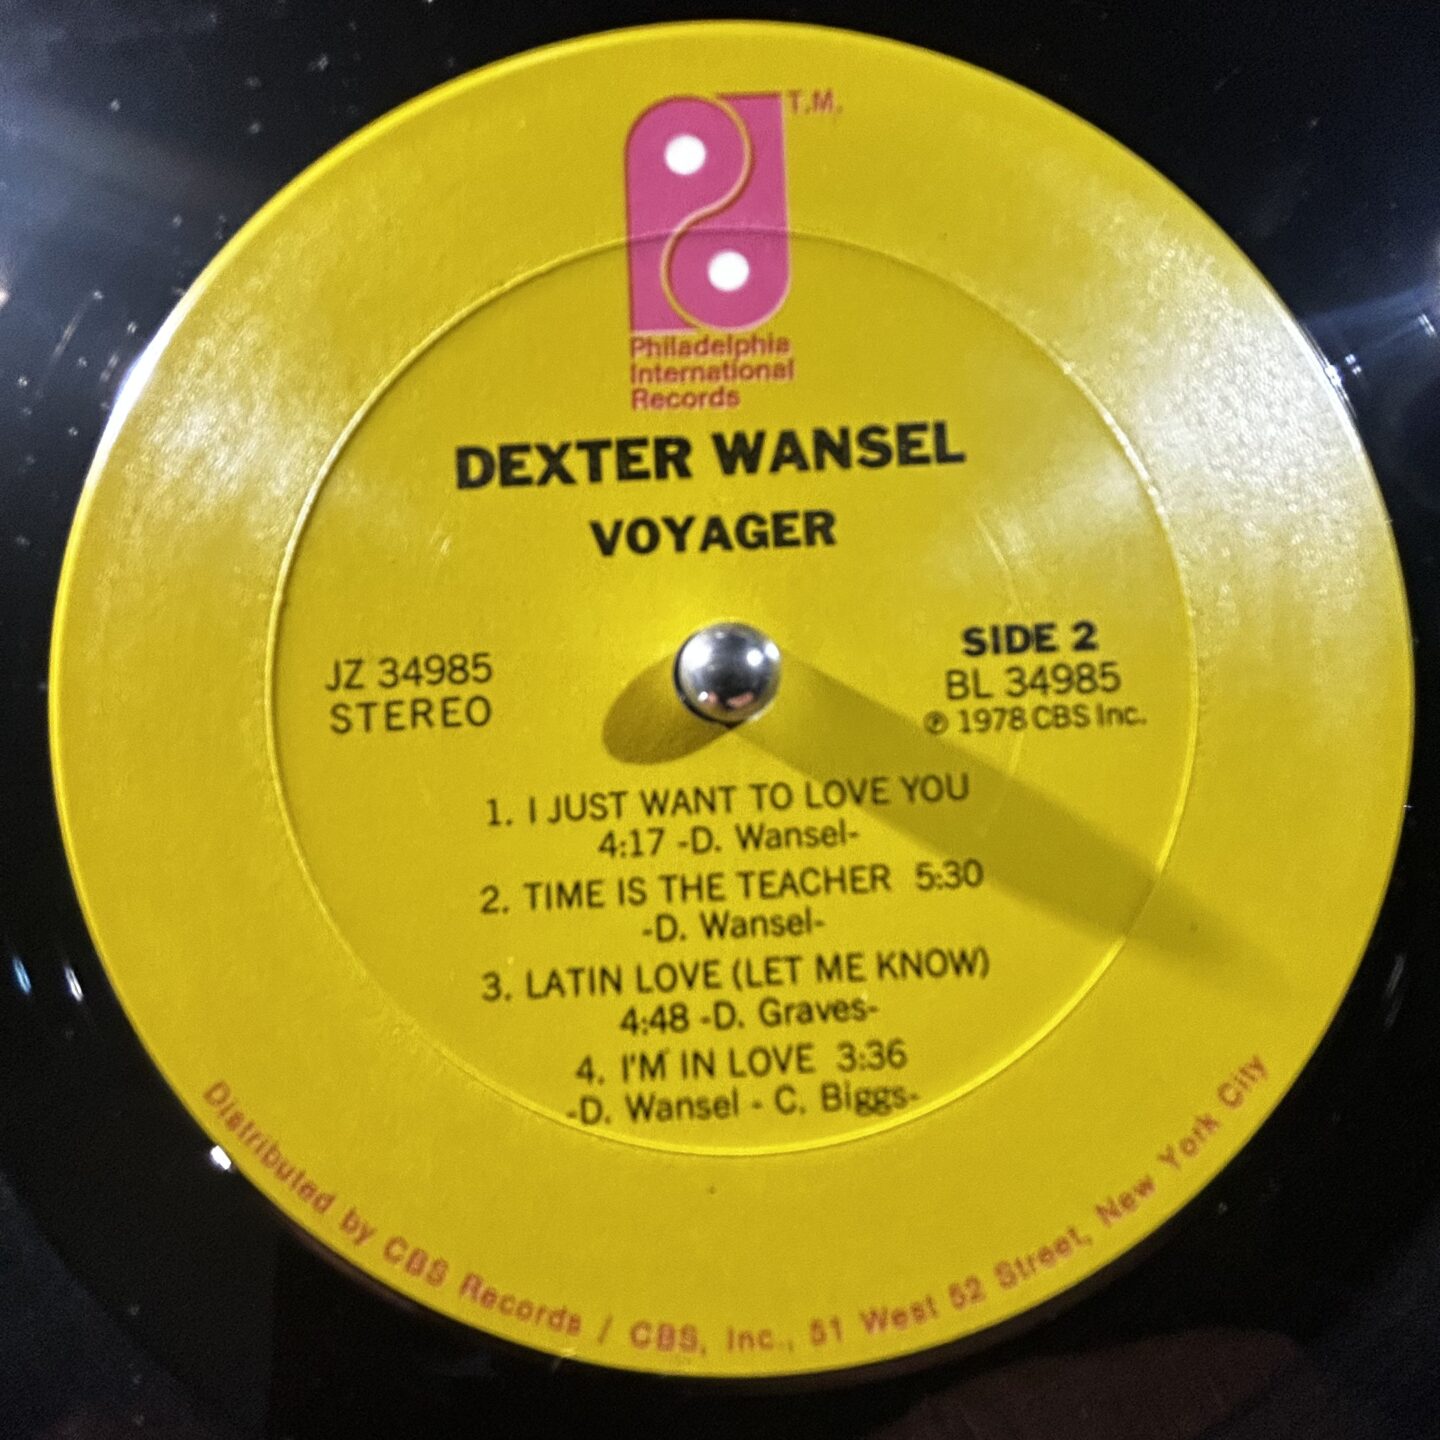 T.M.
Philadelphia
International
Records
DEXTER WANSEL
VOYAGER
JZ 34985
STEREO
SIDE 2
BL 34985
℗ 1978 CBS Inc.
1. I JUST WANT TO LOVE YOU
4:17 -D. Wansel-
2. TIME IS THE TEACHER 5:30
-D. Wansel-
3. LATIN LOVE (LET ME KNOW)
4:48 -D. Graves-
4. I'M IN LOVE 3:36
-D. Wansel - C. Biggs-
Distributed by CBS Records / CBS, Inc., 51 West 52 Street, New York City